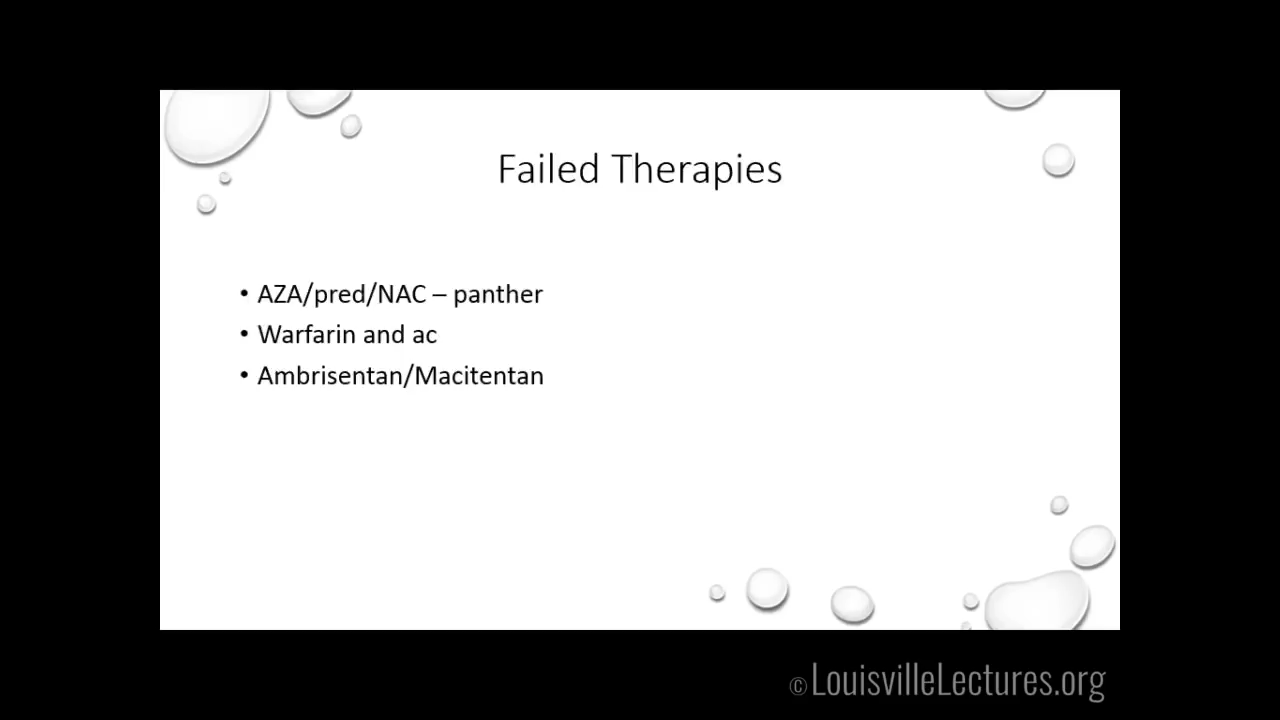 Failed Therapies
• AZA/pred/NAC – panther
• Warfarin and ac
• Ambrisentan/Macitentan
© LouisvilleLectures.org